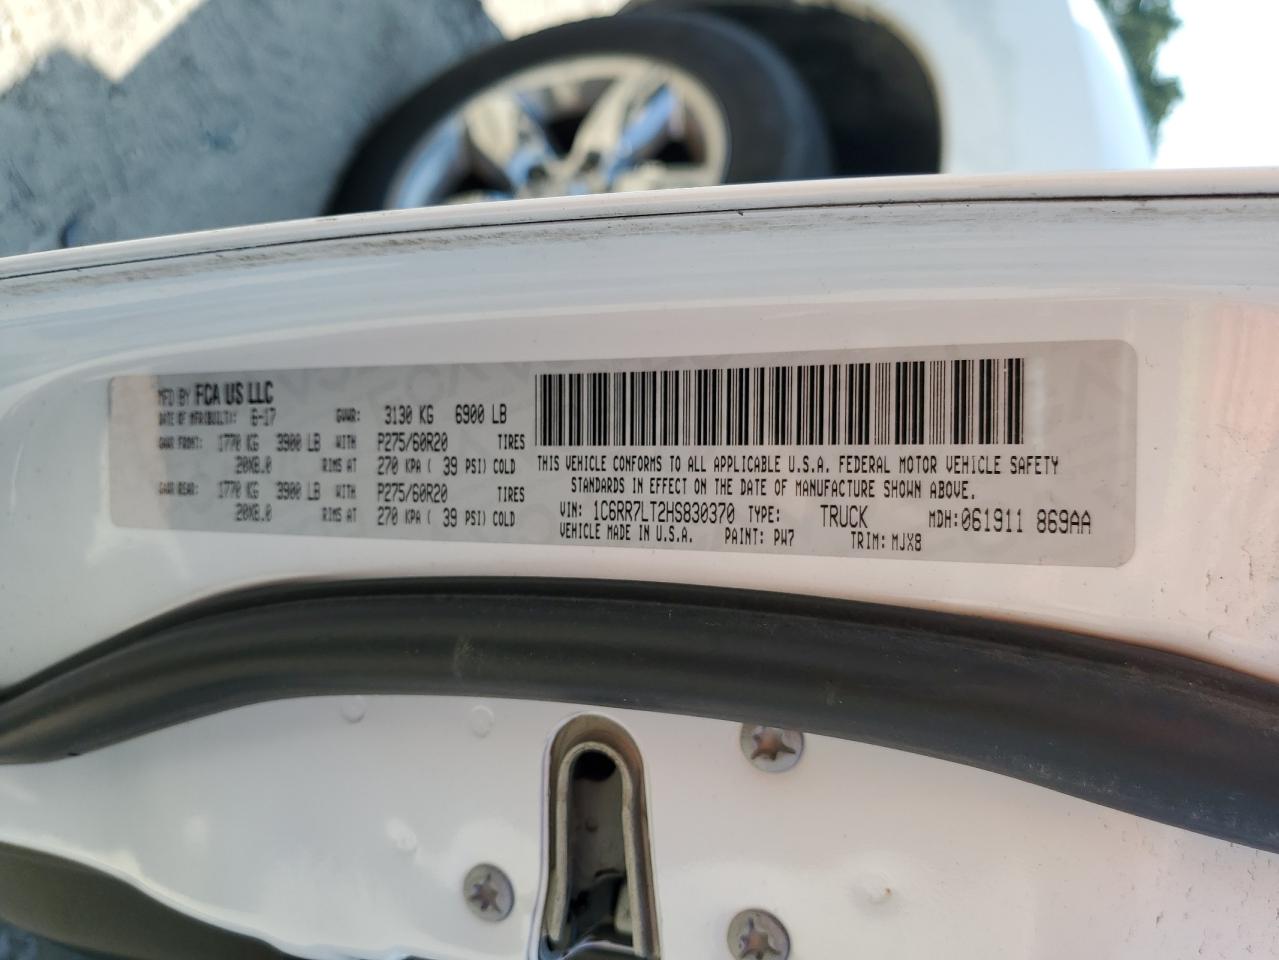 MFD BY FCA US LLC
DATE OF MFR(BUILT): 6-17 GVWR: 3130 KG 6900 LB
GAWR FRONT: 1770 KG 3900 LB WITH P275/60R20 TIRES
20X8.0 RIMS AT 270 KPA ( 39 PSI) COLD
GAWR REAR: 1770 KG 3900 LB WITH P275/60R20 TIRES
20X8.0 RIMS AT 270 KPA ( 39 PSI) COLD
THIS VEHICLE CONFORMS TO ALL APPLICABLE U.S.A. FEDERAL MOTOR VEHICLE SAFETY
STANDARDS IN EFFECT ON THE DATE OF MANUFACTURE SHOWN ABOVE.
VIN: 1C6RR7LT2HS830370 TYPE: TRUCK MDH:061911 869AA
VEHICLE MADE IN U.S.A. PAINT: PW7 TRIM: MJX8